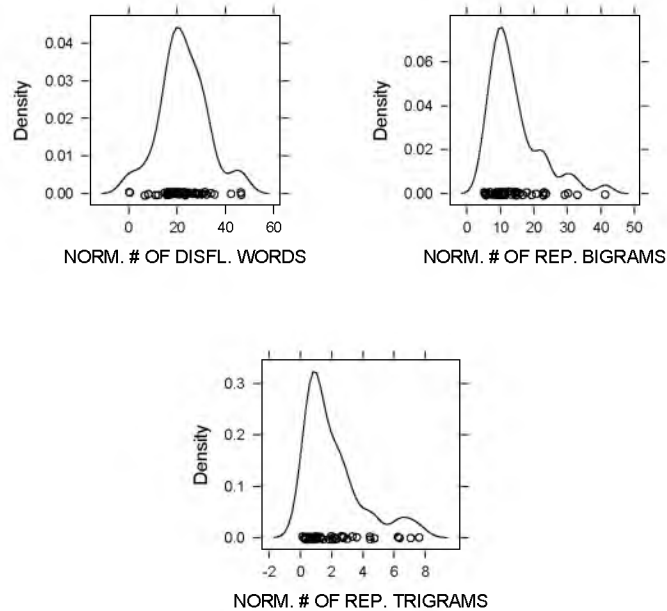 0.04
0.03
0.02
0.01
0.00
Density
0 20 40 60
NORM. # OF DISFL. WORDS
0.06
0.04
0.02
0.00
Density
0 10 20 30 40 50
NORM. # OF REP. BIGRAMS
0.3
0.2
0.1
0.0
Density
-2 0 2 4 6 8
NORM. # OF REP. TRIGRAMS